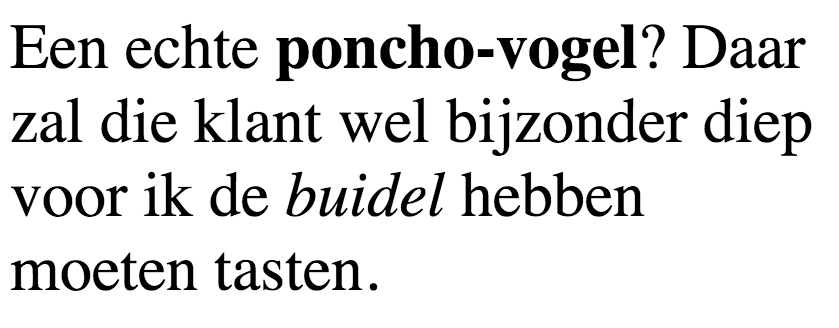 Een echte poncho-vogel? Daar
zal die klant wel bijzonder diep
voor ik de buidel hebben
moeten tasten.